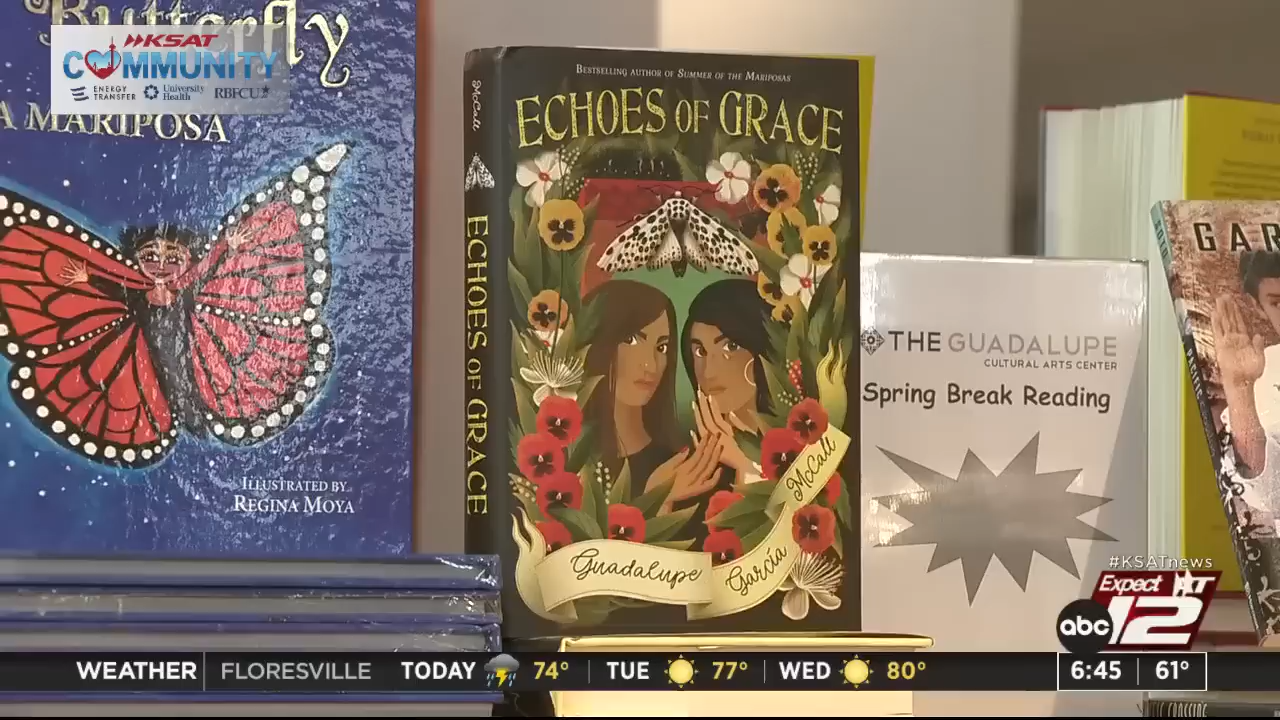 Butterfly
KSAT
COMMUNITY
ENERGY TRANSFER
University Health
RBFCU
A MARIPOSA
ILLUSTRATED BY
REGINA MOYA
McCall
ECHOES OF GRACE
BESTSELLING AUTHOR OF SUMMER OF THE MARIPOSAS
ECHOES OF GRACE
Guadalupe García McCall
THE GUADALUPE
CULTURAL ARTS CENTER
Spring Break Reading
GAR
#KSATnews
Expect KSAT
abc 12
WEATHER FLORESVILLE TODAY 74° TUE 77° WED 80° 6:45 61°